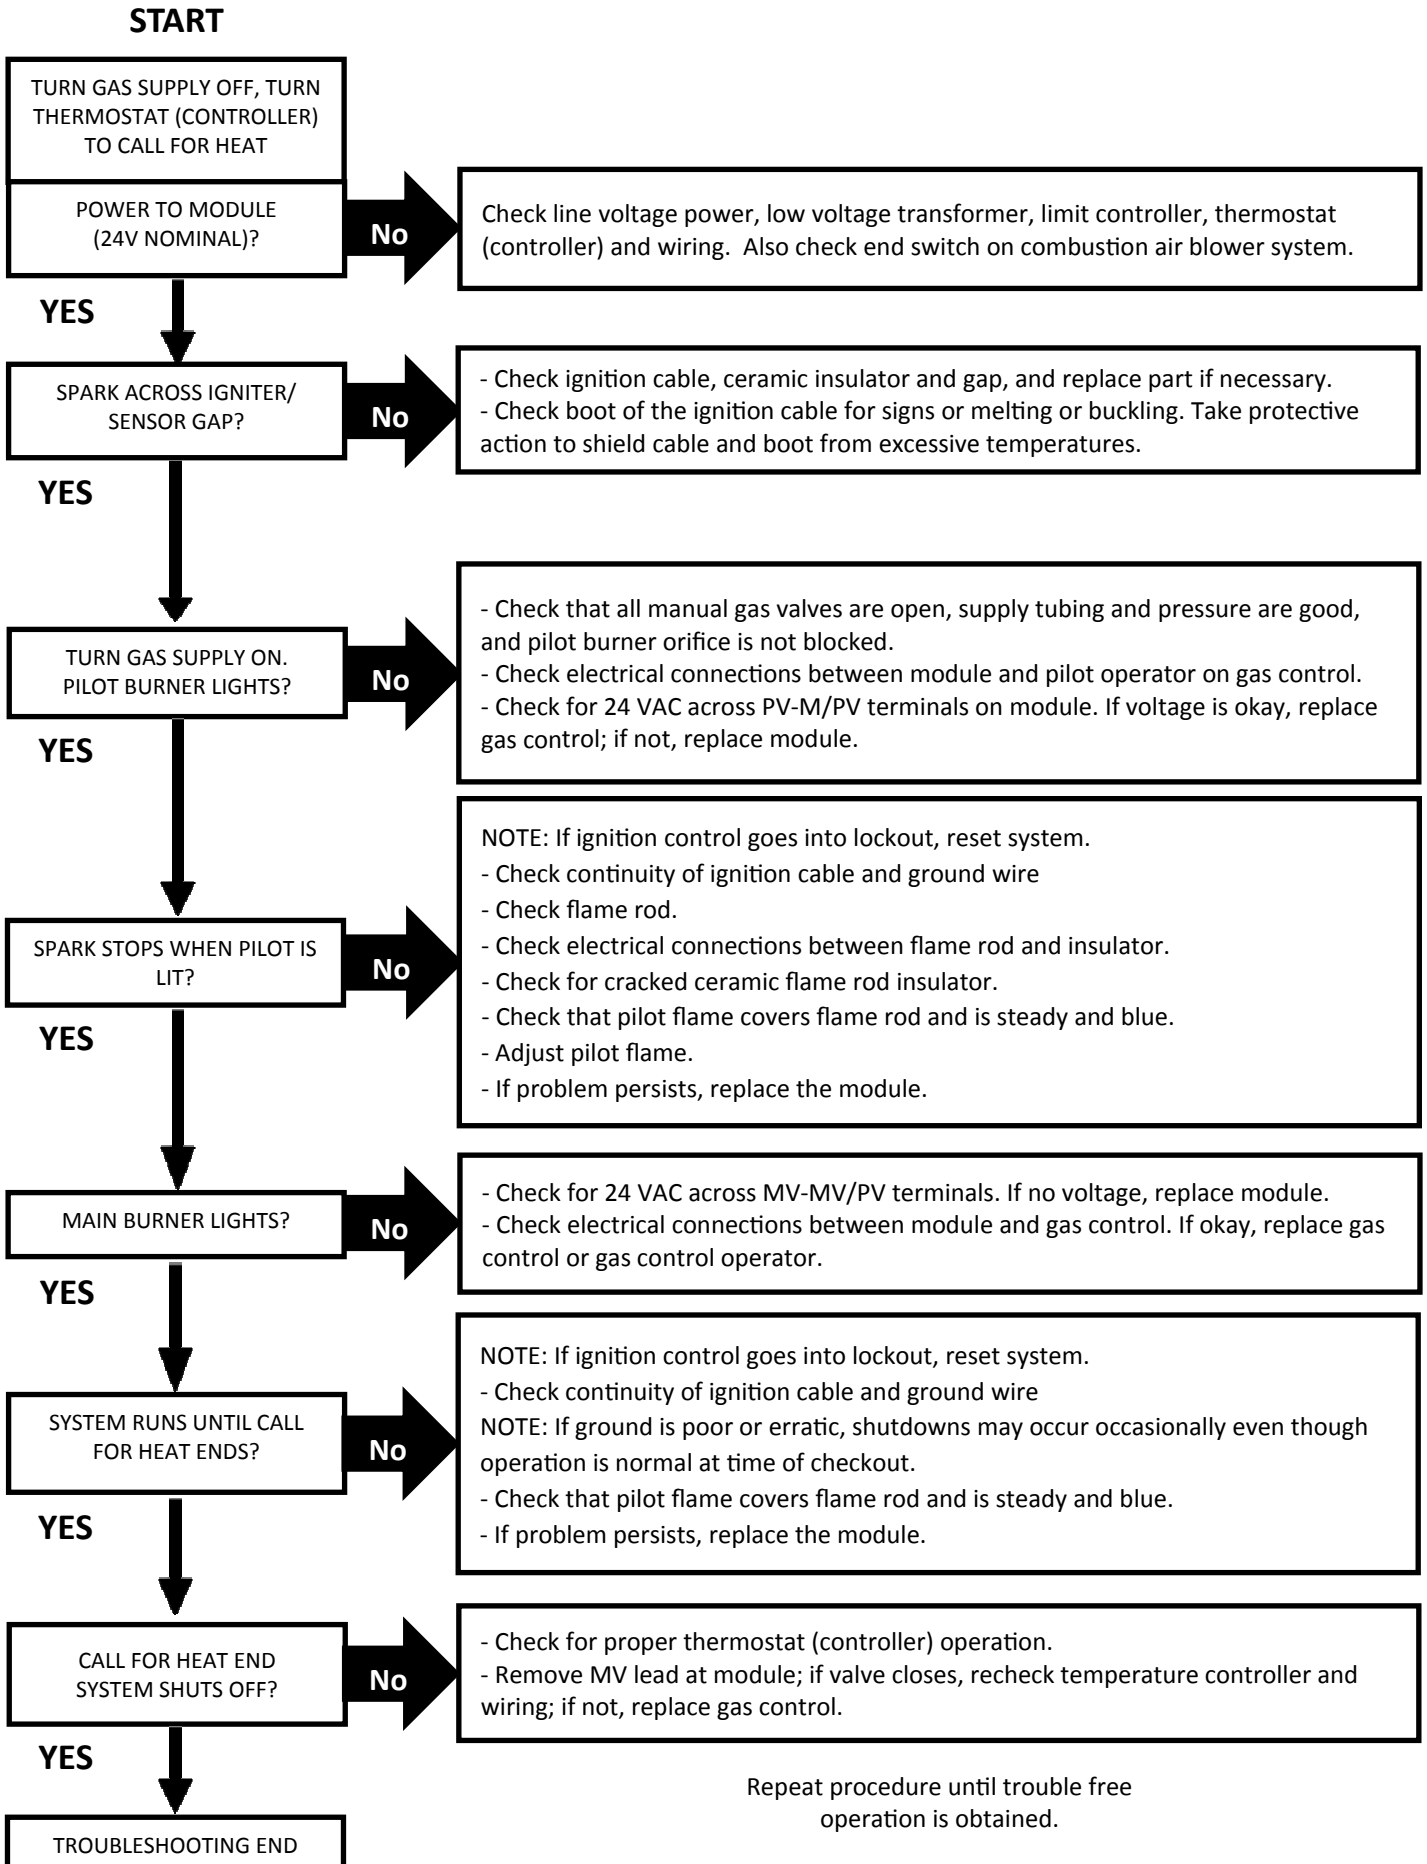 START
TURN GAS SUPPLY OFF, TURN
THERMOSTAT (CONTROLLER)
TO CALL FOR HEAT
POWER TO MODULE
(24V NOMINAL)?
No
Check line voltage power, low voltage transformer, limit controller, thermostat
(controller) and wiring.  Also check end switch on combustion air blower system.
YES
SPARK ACROSS IGNITER/
SENSOR GAP?
No
- Check ignition cable, ceramic insulator and gap, and replace part if necessary.
- Check boot of the ignition cable for signs or melting or buckling. Take protective
action to shield cable and boot from excessive temperatures.
YES
TURN GAS SUPPLY ON.
PILOT BURNER LIGHTS?
No
- Check that all manual gas valves are open, supply tubing and pressure are good,
and pilot burner orifice is not blocked.
- Check electrical connections between module and pilot operator on gas control.
- Check for 24 VAC across PV-M/PV terminals on module. If voltage is okay, replace
gas control; if not, replace module.
YES
SPARK STOPS WHEN PILOT IS
LIT?
No
NOTE: If ignition control goes into lockout, reset system.
- Check continuity of ignition cable and ground wire
- Check flame rod.
- Check electrical connections between flame rod and insulator.
- Check for cracked ceramic flame rod insulator.
- Check that pilot flame covers flame rod and is steady and blue.
- Adjust pilot flame.
- If problem persists, replace the module.
YES
MAIN BURNER LIGHTS?
No
- Check for 24 VAC across MV-MV/PV terminals. If no voltage, replace module.
- Check electrical connections between module and gas control. If okay, replace gas
control or gas control operator.
YES
SYSTEM RUNS UNTIL CALL
FOR HEAT ENDS?
No
NOTE: If ignition control goes into lockout, reset system.
- Check continuity of ignition cable and ground wire
NOTE: If ground is poor or erratic, shutdowns may occur occasionally even though
operation is normal at time of checkout.
- Check that pilot flame covers flame rod and is steady and blue.
- If problem persists, replace the module.
YES
CALL FOR HEAT END
SYSTEM SHUTS OFF?
No
- Check for proper thermostat (controller) operation.
- Remove MV lead at module; if valve closes, recheck temperature controller and
wiring; if not, replace gas control.
YES
TROUBLESHOOTING END
Repeat procedure until trouble free
operation is obtained.